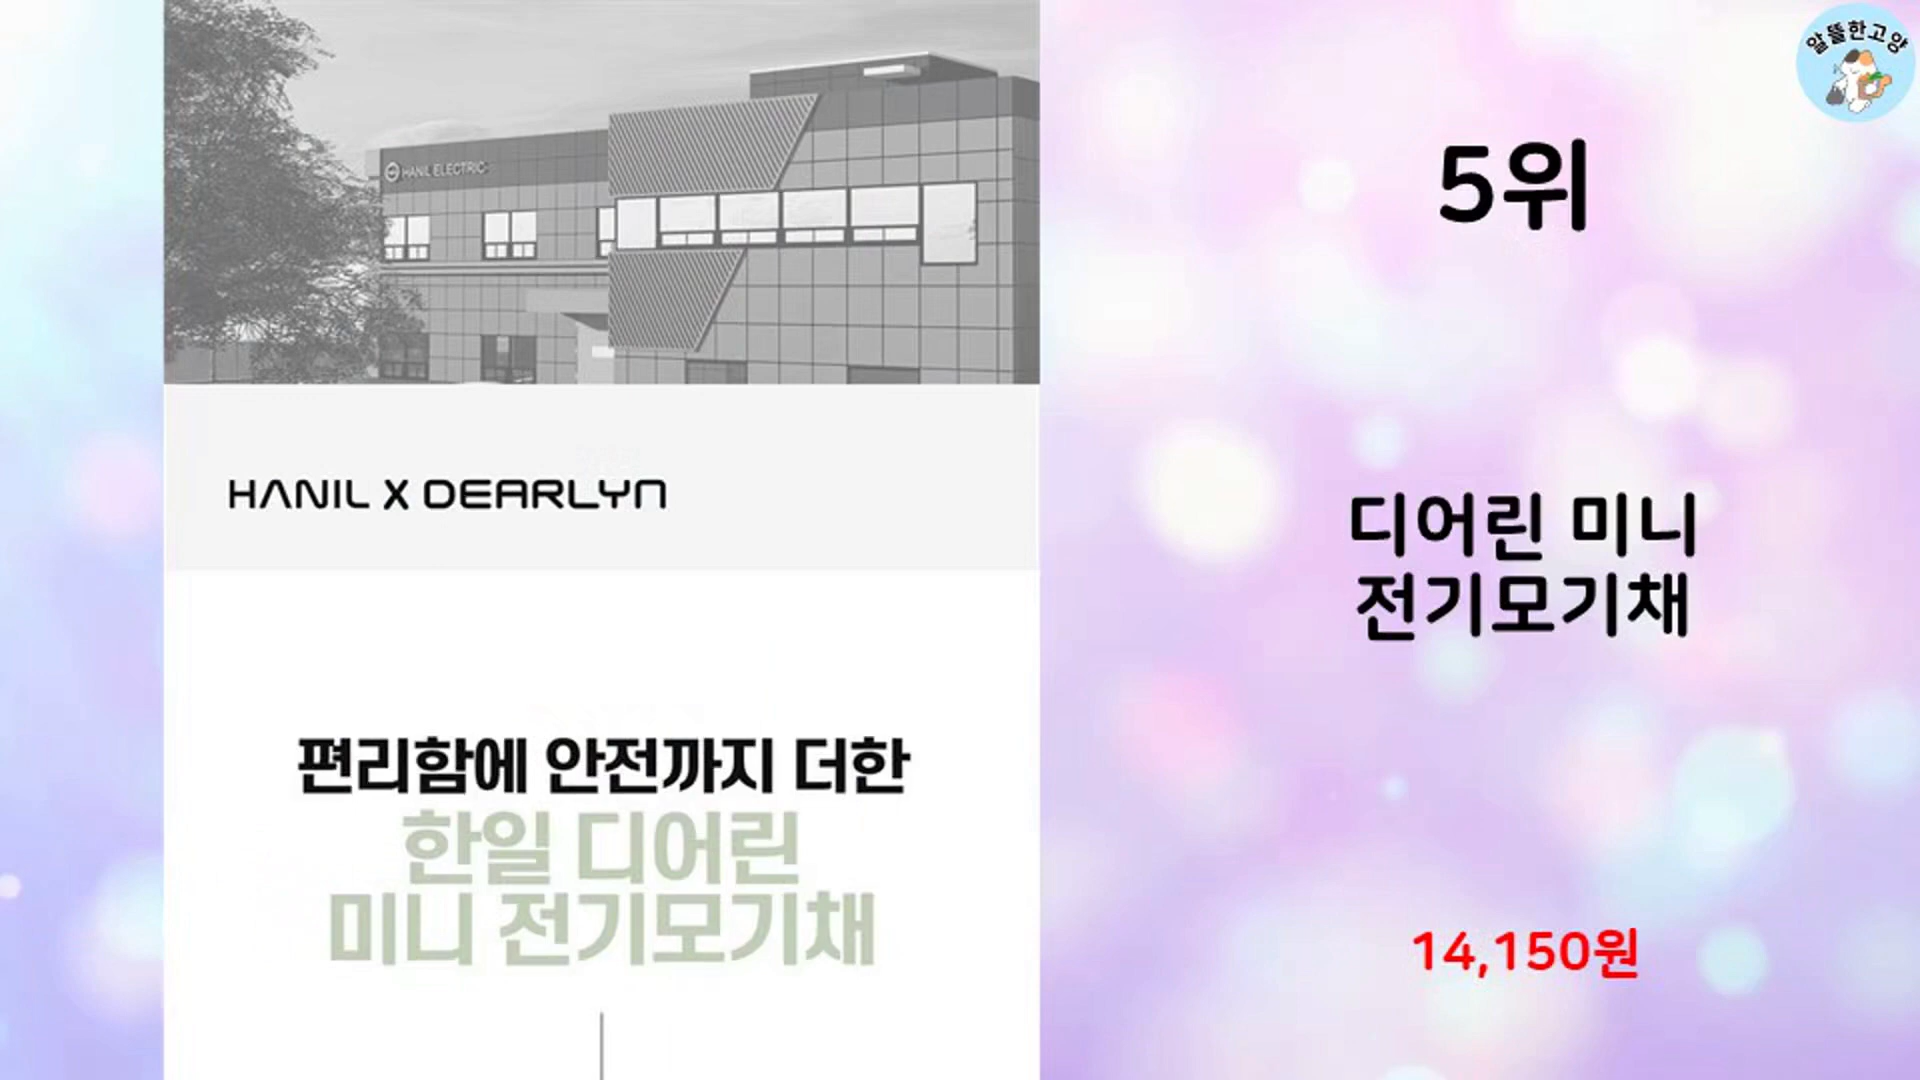 HANIL ELECTRIC
HANIL X DEARLYN
편리함에 안전까지 더한
한일 디어린
미니 전기모기채
알뜰한고양
5위
디어린 미니
전기모기채
14,150원